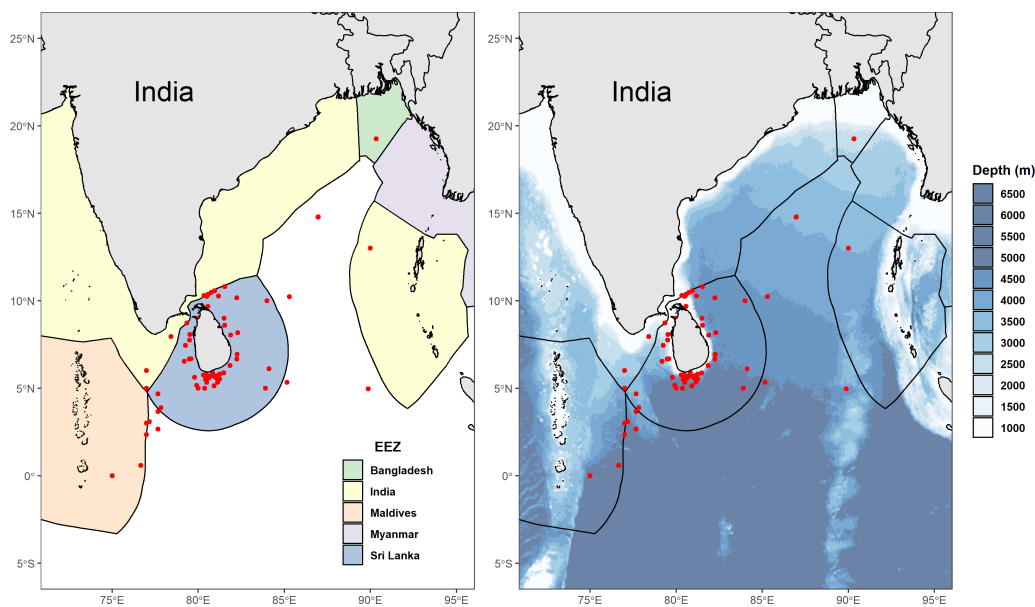 25°N
20°N
15°N
10°N
5°N
0°
5°S
75°E
80°E
85°E
90°E
95°E
India
EEZ
Bangladesh
India
Maldives
Myanmar
Sri Lanka
25°N
20°N
15°N
10°N
5°N
0°
5°S
75°E
80°E
85°E
90°E
95°E
India
Depth (m)
6500
6000
5500
5000
4500
4000
3500
3000
2500
2000
1500
1000